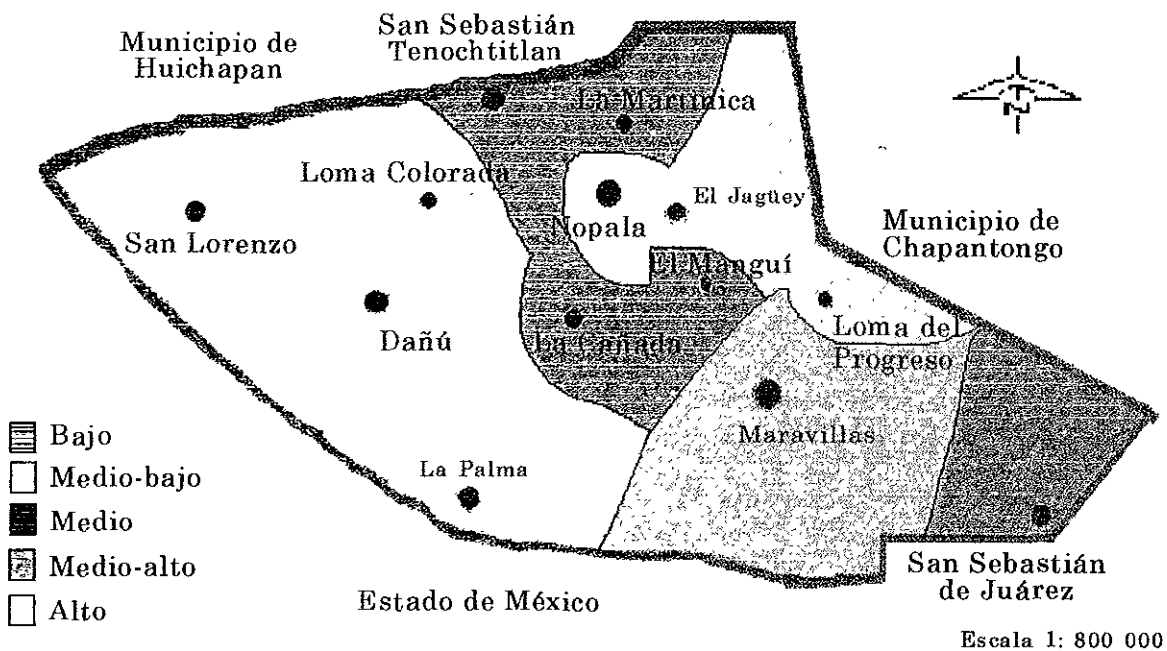 San Sebastián
Tenochtitlan
Municipio de
Huichapan
La Martinica
N
Loma Colorada
El Jagüey
San Lorenzo
Nopala
Municipio de
Chapantongo
El Manguí
Dañú
La Cañada
Loma del
Progreso
Maravillas
La Palma
Bajo
Medio-bajo
Medio
Medio-alto
Alto
San Sebastián
de Juárez
Estado de México
Escala 1: 800 000